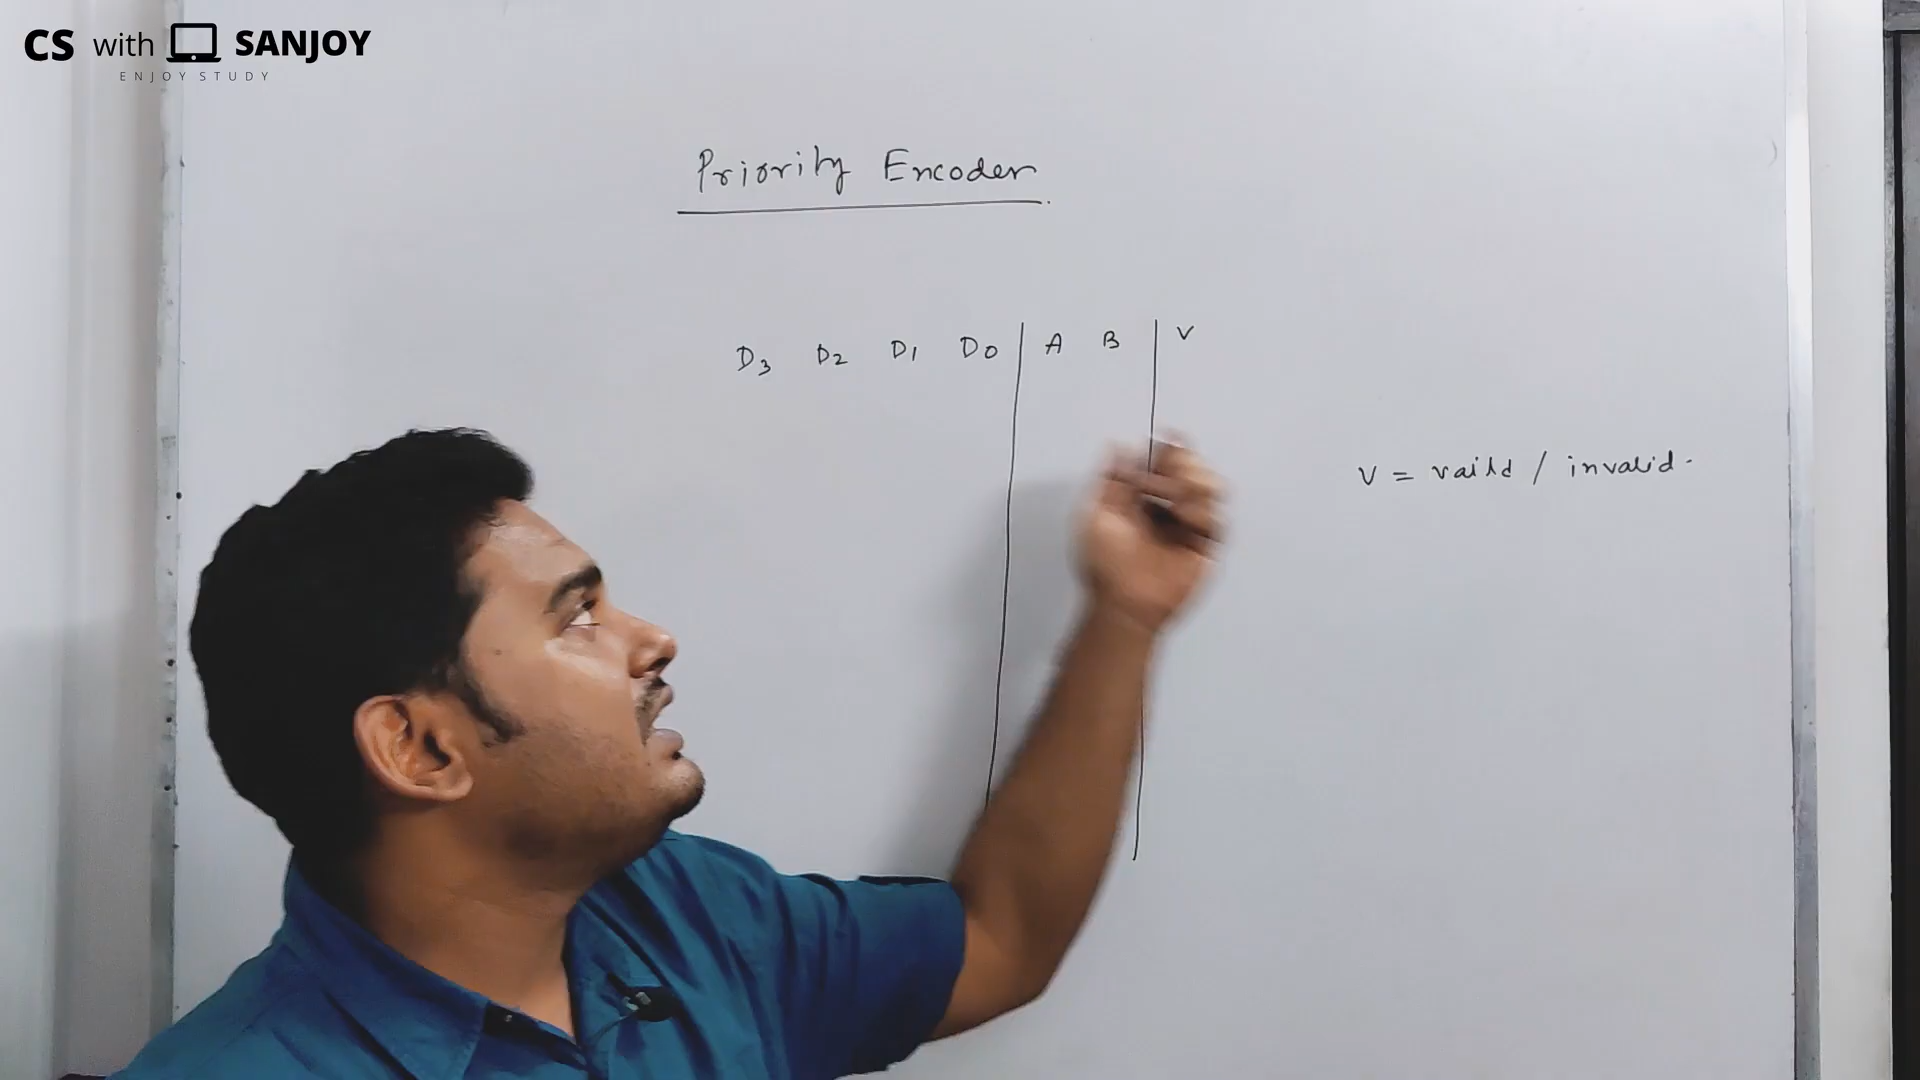 CS with SANJOY
ENJOY STUDY
Priority Encoder
D3 D2 D1 D0 A B V
V = vaild / invalid.